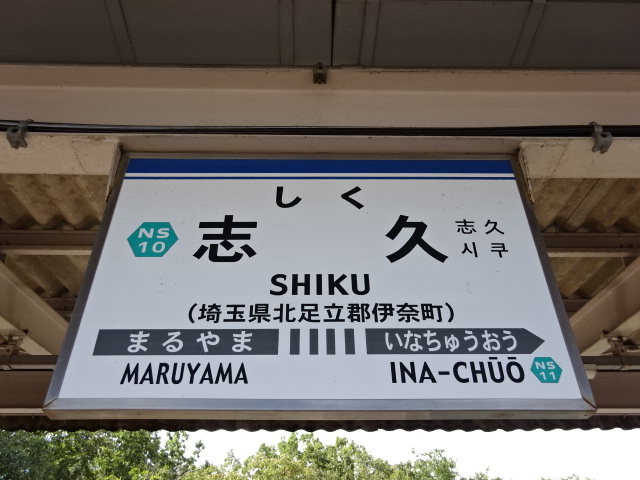 しく
NS
10
志久
志久
시쿠
SHIKU
(埼玉県北足立郡伊奈町)
まるやま いなちゅうおう
MARUYAMA INA-CHŪŌ
NS
11